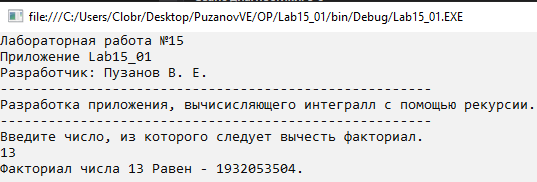 file:///C:/Users/Clobr/Desktop/PuzanovVE/OP/Lab15_01/bin/Debug/Lab15_01.EXE
Лабораторная работа №15
Приложение Lab15_01
Разработчик: Пузанов В. Е.
-------------------------------------------------------
Разработка приложения, вычисисляющего интегралл с помощью рекурсии.
-------------------------------------------------------
Введите число, из которого следует вычесть факториал.
13
Факториал числа 13 Равен - 1932053504.